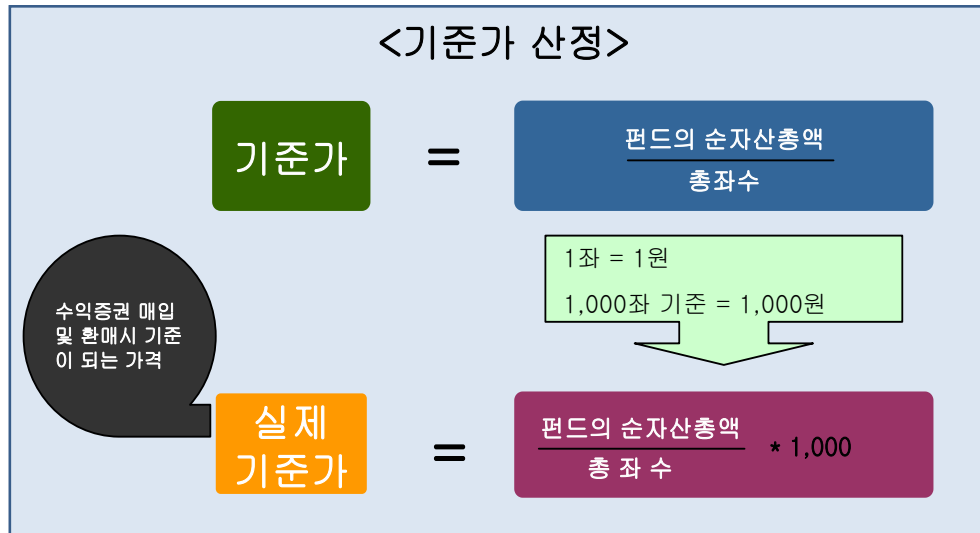 <기준가 산정>
기준가 = 펀드의 순자산총액
총좌수
1좌 = 1원
1,000좌 기준 = 1,000원
수익증권 매입
및 환매시 기준
이 되는 가격
실제
기준가
=
펀드의 순자산총액
총 좌 수
* 1,000